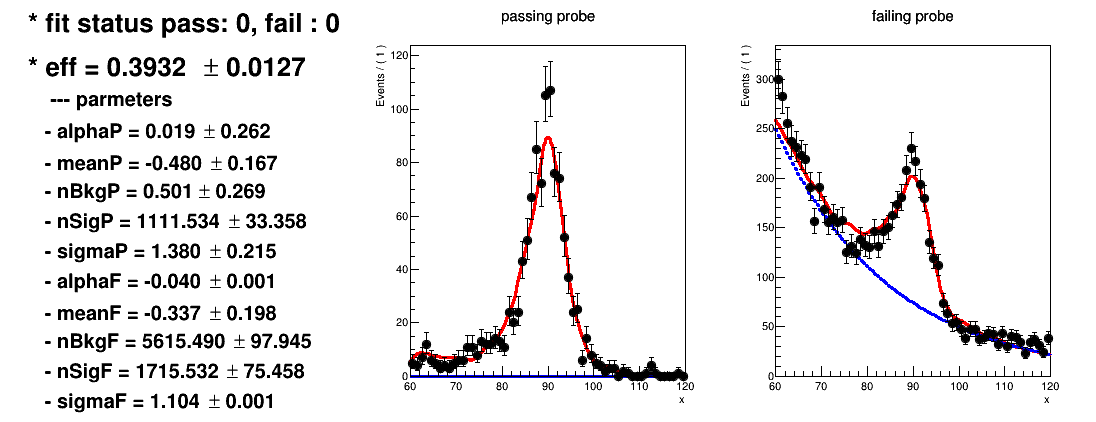 * fit status pass: 0, fail : 0
* eff = 0.3932 ± 0.0127
--- parmeters
- alphaP = 0.019 ± 0.262
- meanP = -0.480 ± 0.167
- nBkgP = 0.501 ± 0.269
- nSigP = 1111.534 ± 33.358
- sigmaP = 1.380 ± 0.215
- alphaF = -0.040 ± 0.001
- meanF = -0.337 ± 0.198
- nBkgF = 5615.490 ± 97.945
- nSigF = 1715.532 ± 75.458
- sigmaF = 1.104 ± 0.001
passing probe
Events / ( 1 )
120
100
80
60
40
20
0
60 70 80 90 100 110 120
x
failing probe
Events / ( 1 )
300
250
200
150
100
50
0
60 70 80 90 100 110 120
x